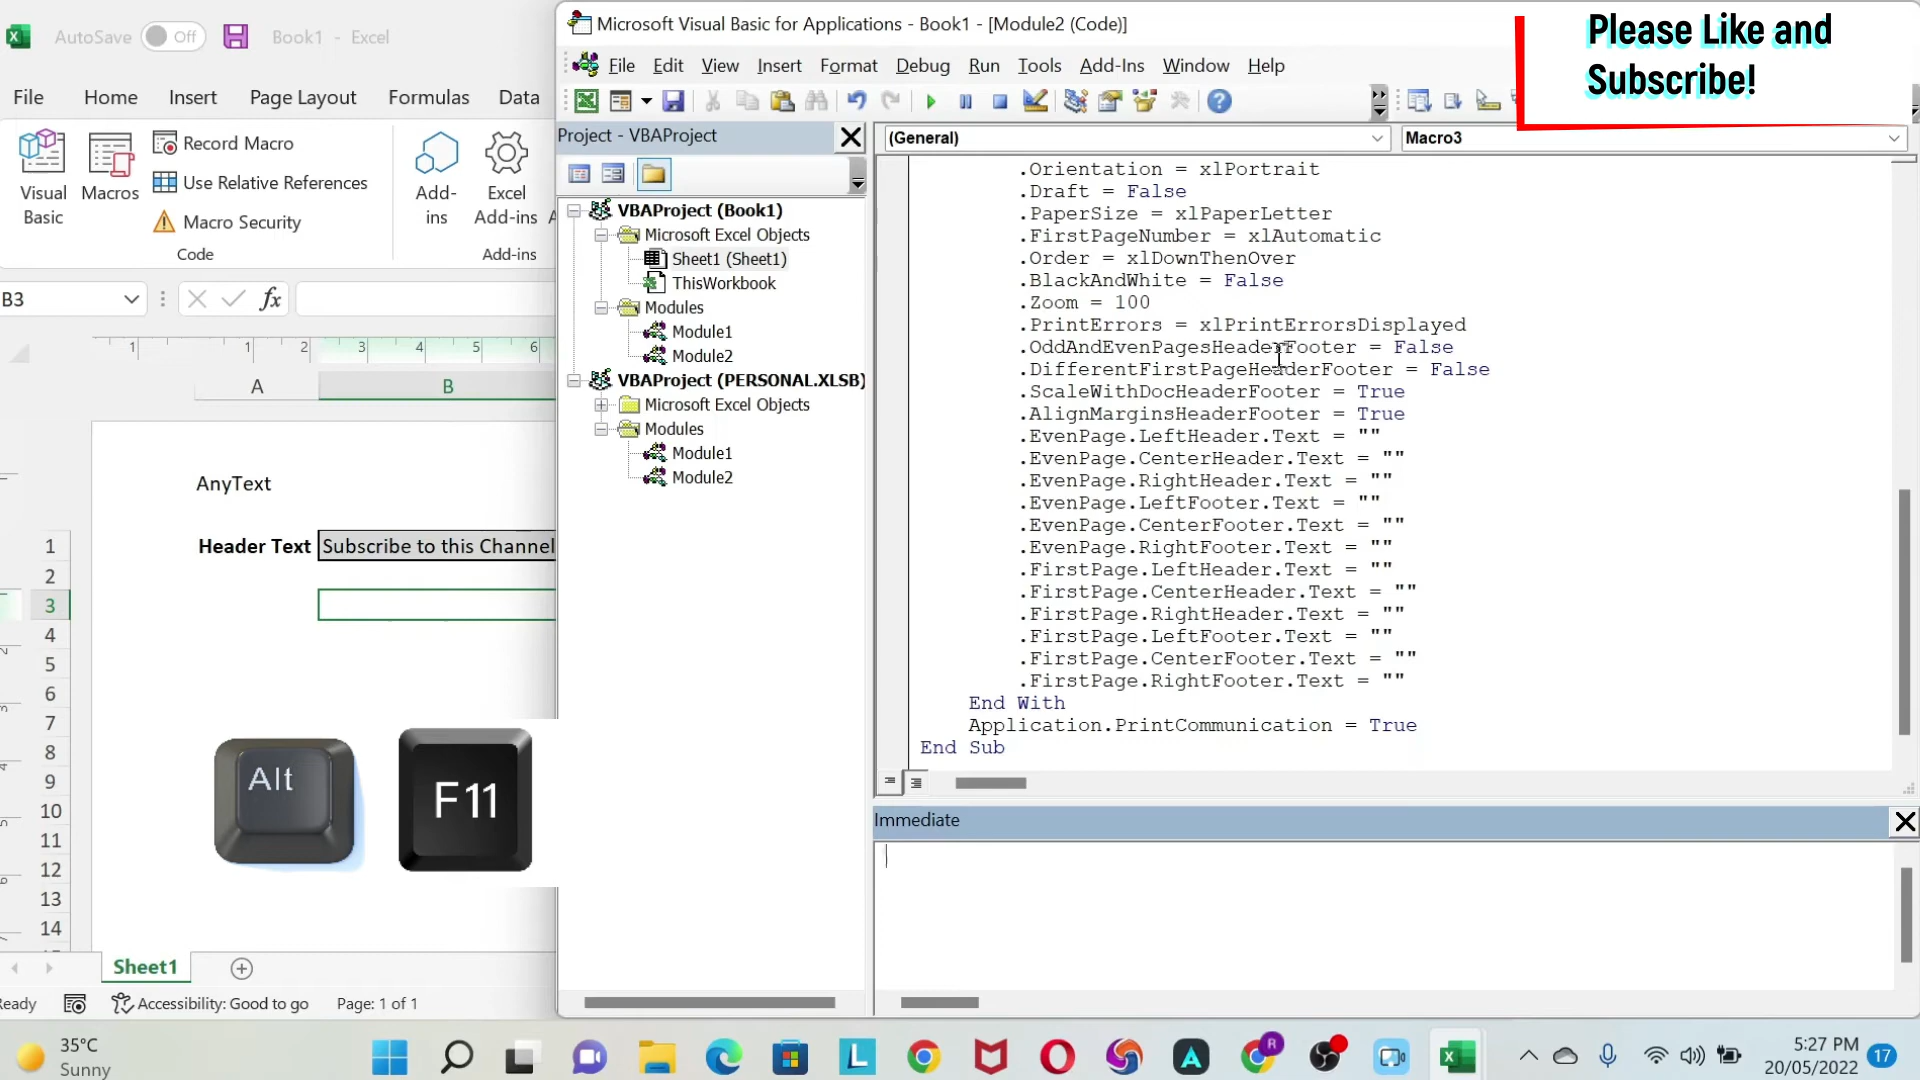 AutoSave Off Book1 - Excel
File Home Insert Page Layout Formulas Data
Visual Basic
Macros
Record Macro
Use Relative References
Macro Security
Code
Add-ins
Excel Add-ins
Add-ins
B3
fx
1 1 2 3 4 5 6
A B
AnyText
1 Header Text Subscribe to this Channel
2
3
4
5
6
7
8
9
10
11
12
13
14
Alt
F11
Sheet1
Accessibility: Good to go Page: 1 of 1
Microsoft Visual Basic for Applications - Book1 - [Module2 (Code)]
File Edit View Insert Format Debug Run Tools Add-Ins Window Help
Please Like and
Subscribe!
Project - VBAProject
VBAProject (Book1)
Microsoft Excel Objects
Sheet1 (Sheet1)
ThisWorkbook
Modules
Module1
Module2
VBAProject (PERSONAL.XLSB)
Microsoft Excel Objects
Modules
Module1
Module2
(General) Macro3
.Orientation = xlPortrait
.Draft = False
.PaperSize = xlPaperLetter
.FirstPageNumber = xlAutomatic
.Order = xlDownThenOver
.BlackAndWhite = False
.Zoom = 100
.PrintErrors = xlPrintErrorsDisplayed
.OddAndEvenPagesHeaderFooter = False
.DifferentFirstPageHeaderFooter = False
.ScaleWithDocHeaderFooter = True
.AlignMarginsHeaderFooter = True
.EvenPage.LeftHeader.Text = ""
.EvenPage.CenterHeader.Text = ""
.EvenPage.RightHeader.Text = ""
.EvenPage.LeftFooter.Text = ""
.EvenPage.CenterFooter.Text = ""
.EvenPage.RightFooter.Text = ""
.FirstPage.LeftHeader.Text = ""
.FirstPage.CenterHeader.Text = ""
.FirstPage.RightHeader.Text = ""
.FirstPage.LeftFooter.Text = ""
.FirstPage.CenterFooter.Text = ""
.FirstPage.RightFooter.Text = ""
End With
Application.PrintCommunication = True
End Sub
Immediate
35°C
Sunny
L
A
R
5:27 PM
20/05/2022
17